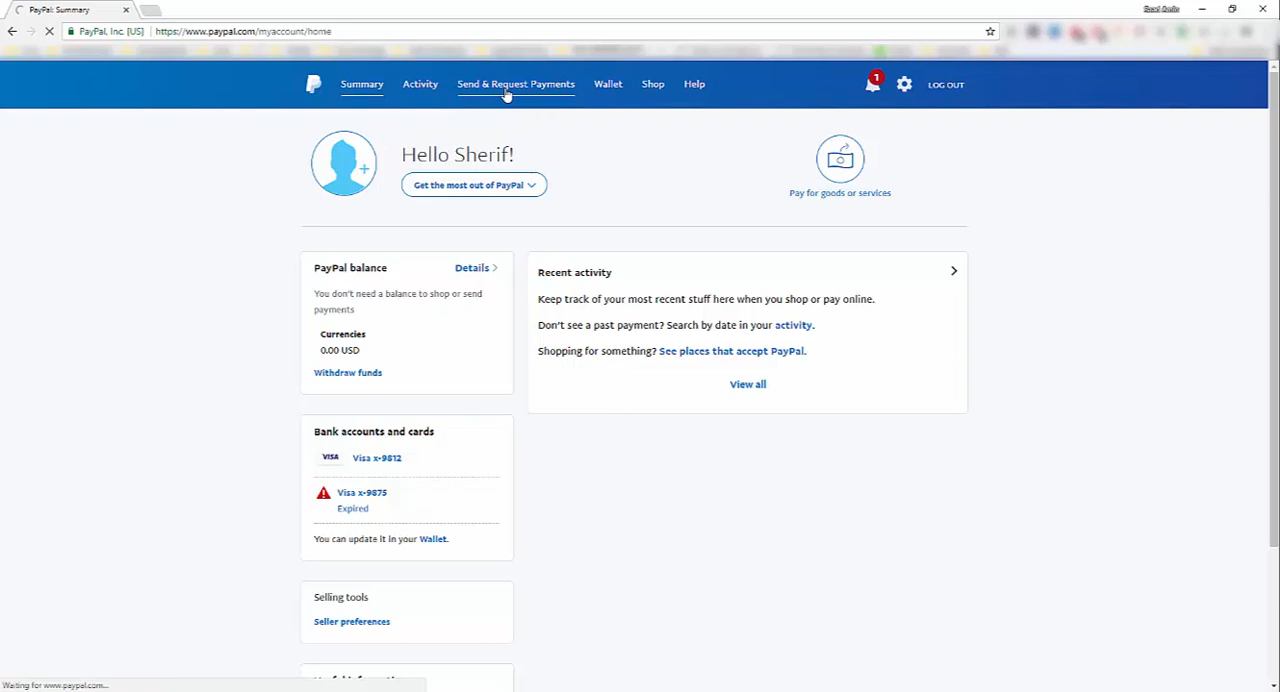 PayPal: Summary
PayPal, Inc. [US] https://www.paypal.com/myaccount/home
Summary Activity Send & Request Payments Wallet Shop Help 1 LOG OUT
Hello Sherif!
Get the most out of PayPal
Pay for goods or services
PayPal balance Details
You don't need a balance to shop or send
payments
Currencies
0.00 USD
Withdraw funds
Recent activity
Keep track of your most recent stuff here when you shop or pay online.
Don't see a past payment? Search by date in your activity.
Shopping for something? See places that accept PayPal.
View all
Bank accounts and cards
VISA Visa x-9812
Visa x-9875
Expired
You can update it in your Wallet.
Selling tools
Seller preferences
Waiting for www.paypal.com...